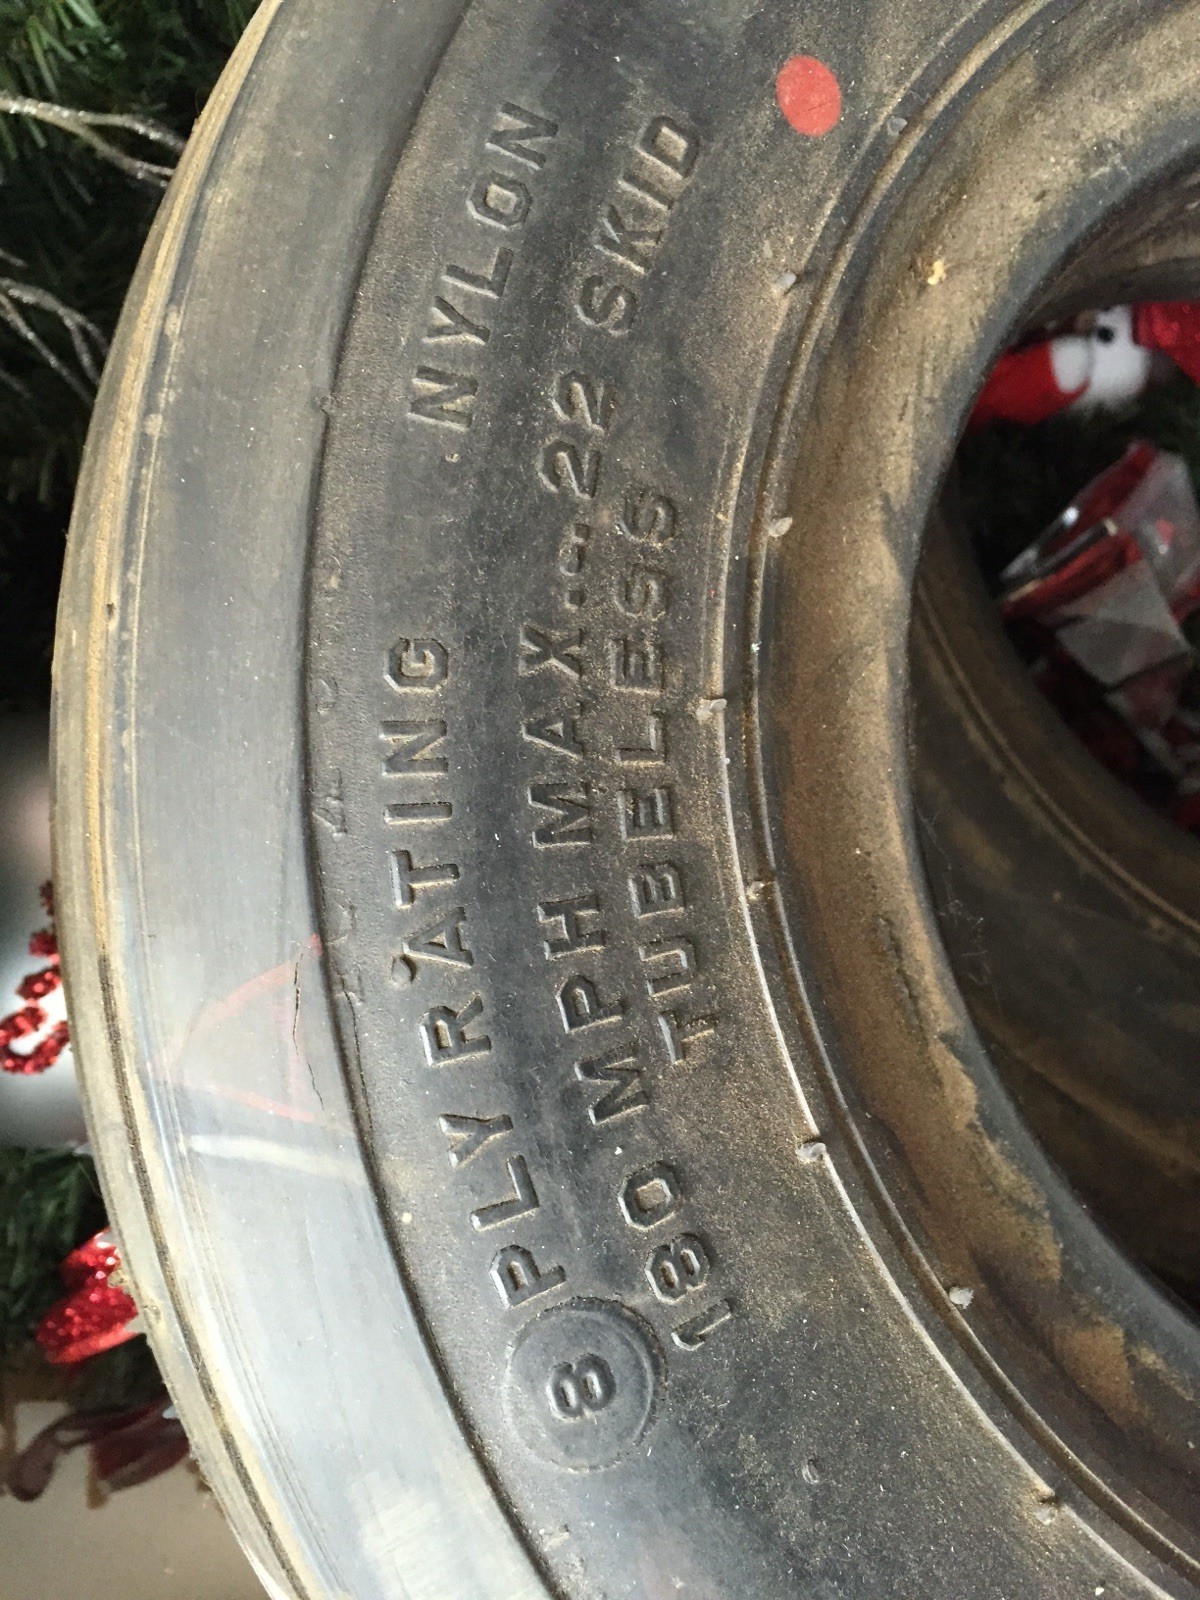 8 PLY RATING NYLON
180 MPH MAX. .22 SKID
TUBELESS